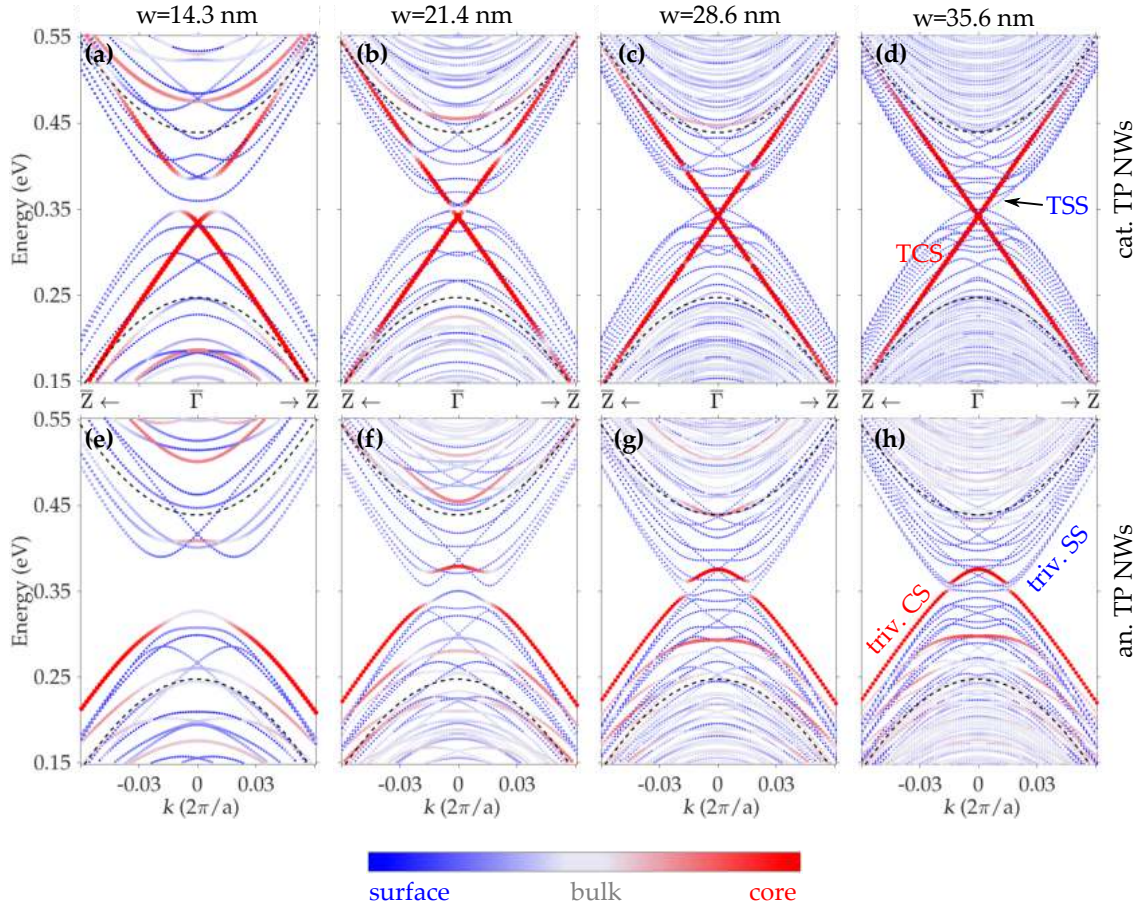 w=14.3 nm w=21.4 nm w=28.6 nm w=35.6 nm
0.55 (a) (b) (c) (d)
0.45
0.35
0.25
0.15
Energy (eV)
TSS
TCS
cat. TP NWs
Z̅ ← Γ̅ → Z̅ Z̅ ← Γ̅ → Z̅ Z̅ ← Γ̅ → Z̅ Z̅ ← Γ̅ → Z̅
0.55 (e) (f) (g) (h)
0.45
0.35
0.25
0.15
Energy (eV)
triv. CS
triv. SS
an. TP NWs
-0.03 0 0.03 -0.03 0 0.03 -0.03 0 0.03 -0.03 0 0.03
k (2π/a) k (2π/a) k (2π/a) k (2π/a)
surface bulk core